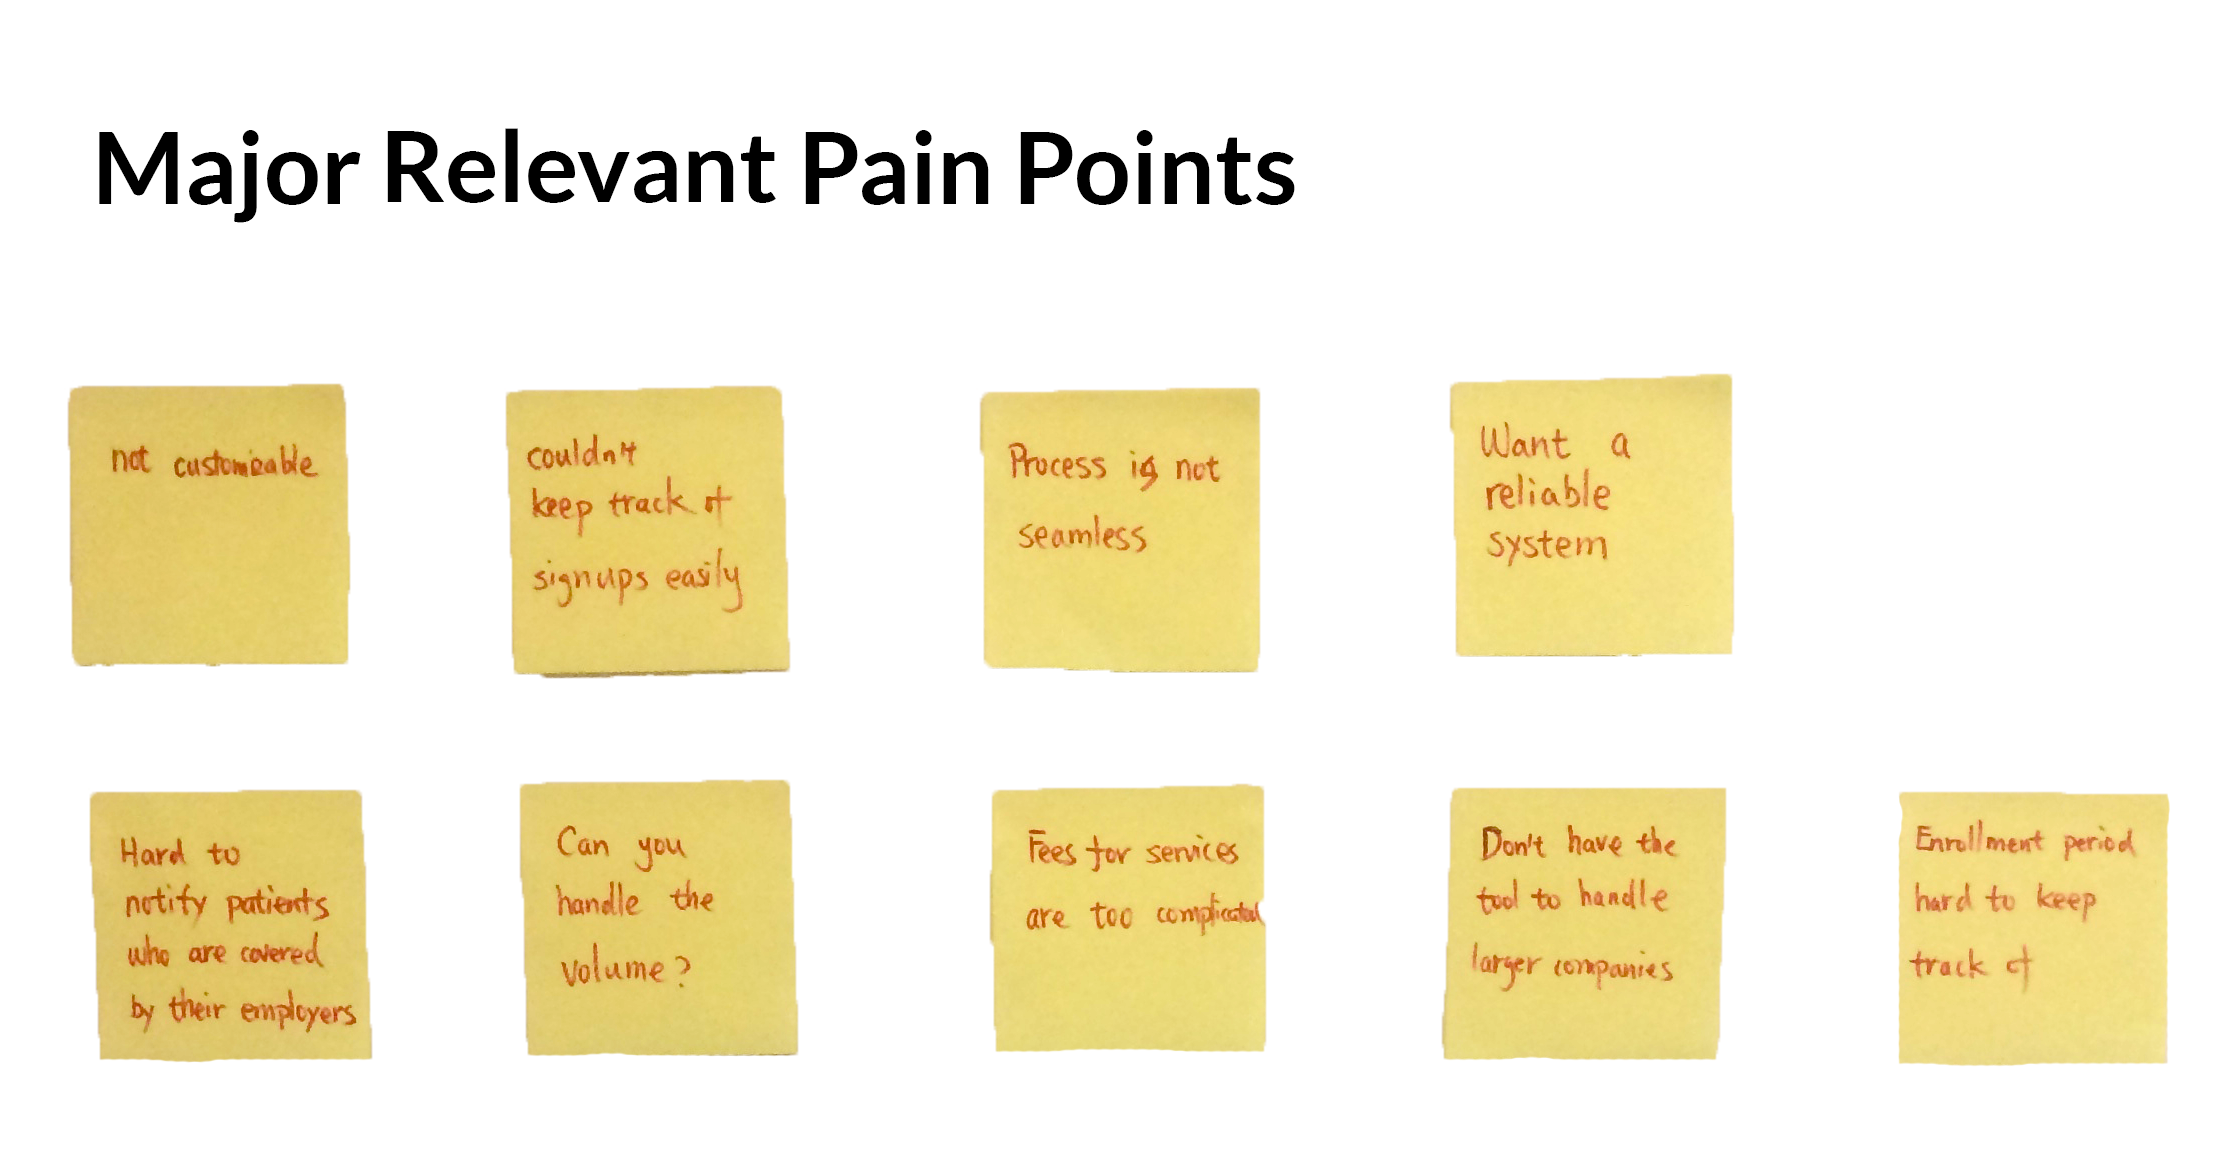 Major Relevant Pain Points
not customizable
couldn't
keep track of
signups easily
Process is not
seamless
Want a
reliable
system
Hard to
notify patients
who are covered
by their employers
Can you
handle the
volume?
Fees for services
are too complicated
Don't have the
tool to handle
larger companies
Enrollment period
hard to keep
track of